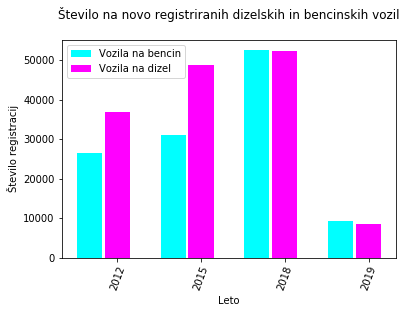 Število na novo registriranih dizelskih in bencinskih vozil
Vozila na bencin
Vozila na dizel
50000
40000
30000
20000
10000
0
Število registracij
2012
2015
2018
2019
Leto